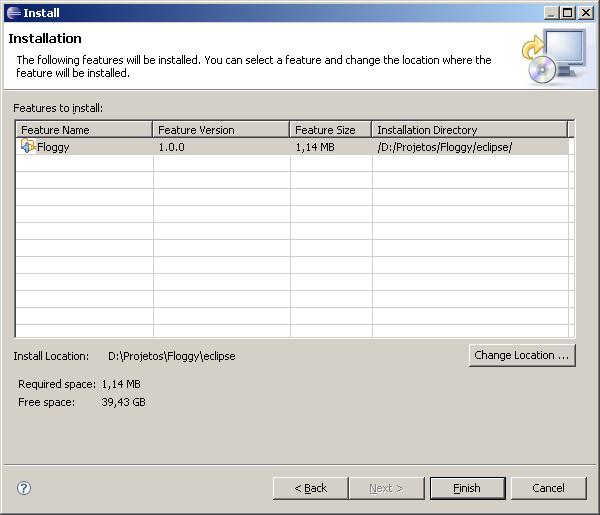 Install
Installation
The following features will be installed. You can select a feature and change the location where the
feature will be installed.
Features to install:
Feature Name Feature Version Feature Size Installation Directory
Floggy 1.0.0 1,14 MB /D:/Projetos/Floggy/eclipse/
Install Location: D:\Projetos\Floggy\eclipse Change Location ...
Required space: 1,14 MB
Free space: 39,43 GB
? < Back Next > Finish Cancel